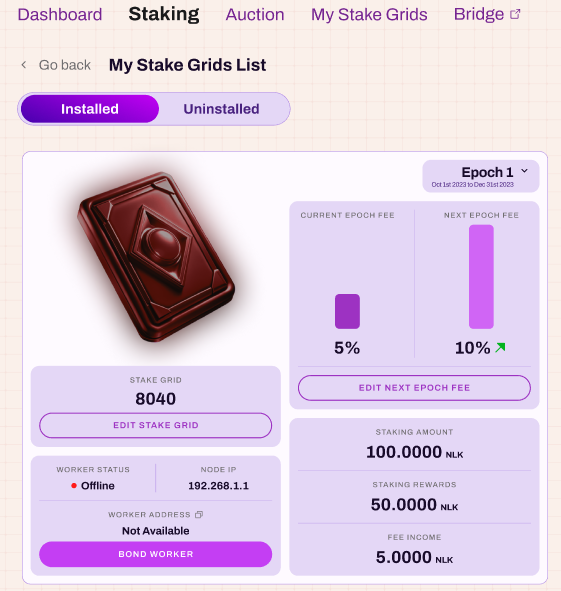 Dashboard Staking Auction My Stake Grids Bridge
Go back My Stake Grids List
Installed Uninstalled
Epoch 1
Oct 1st 2023 to Dec 31st 2023
CURRENT EPOCH FEE NEXT EPOCH FEE
5% 10%
EDIT NEXT EPOCH FEE
STAKE GRID
8040
EDIT STAKE GRID
WORKER STATUS NODE IP
Offline 192.268.1.1
WORKER ADDRESS
Not Available
BOND WORKER
STAKING AMOUNT
100.0000 NLK
STAKING REWARDS
50.0000 NLK
FEE INCOME
5.0000 NLK